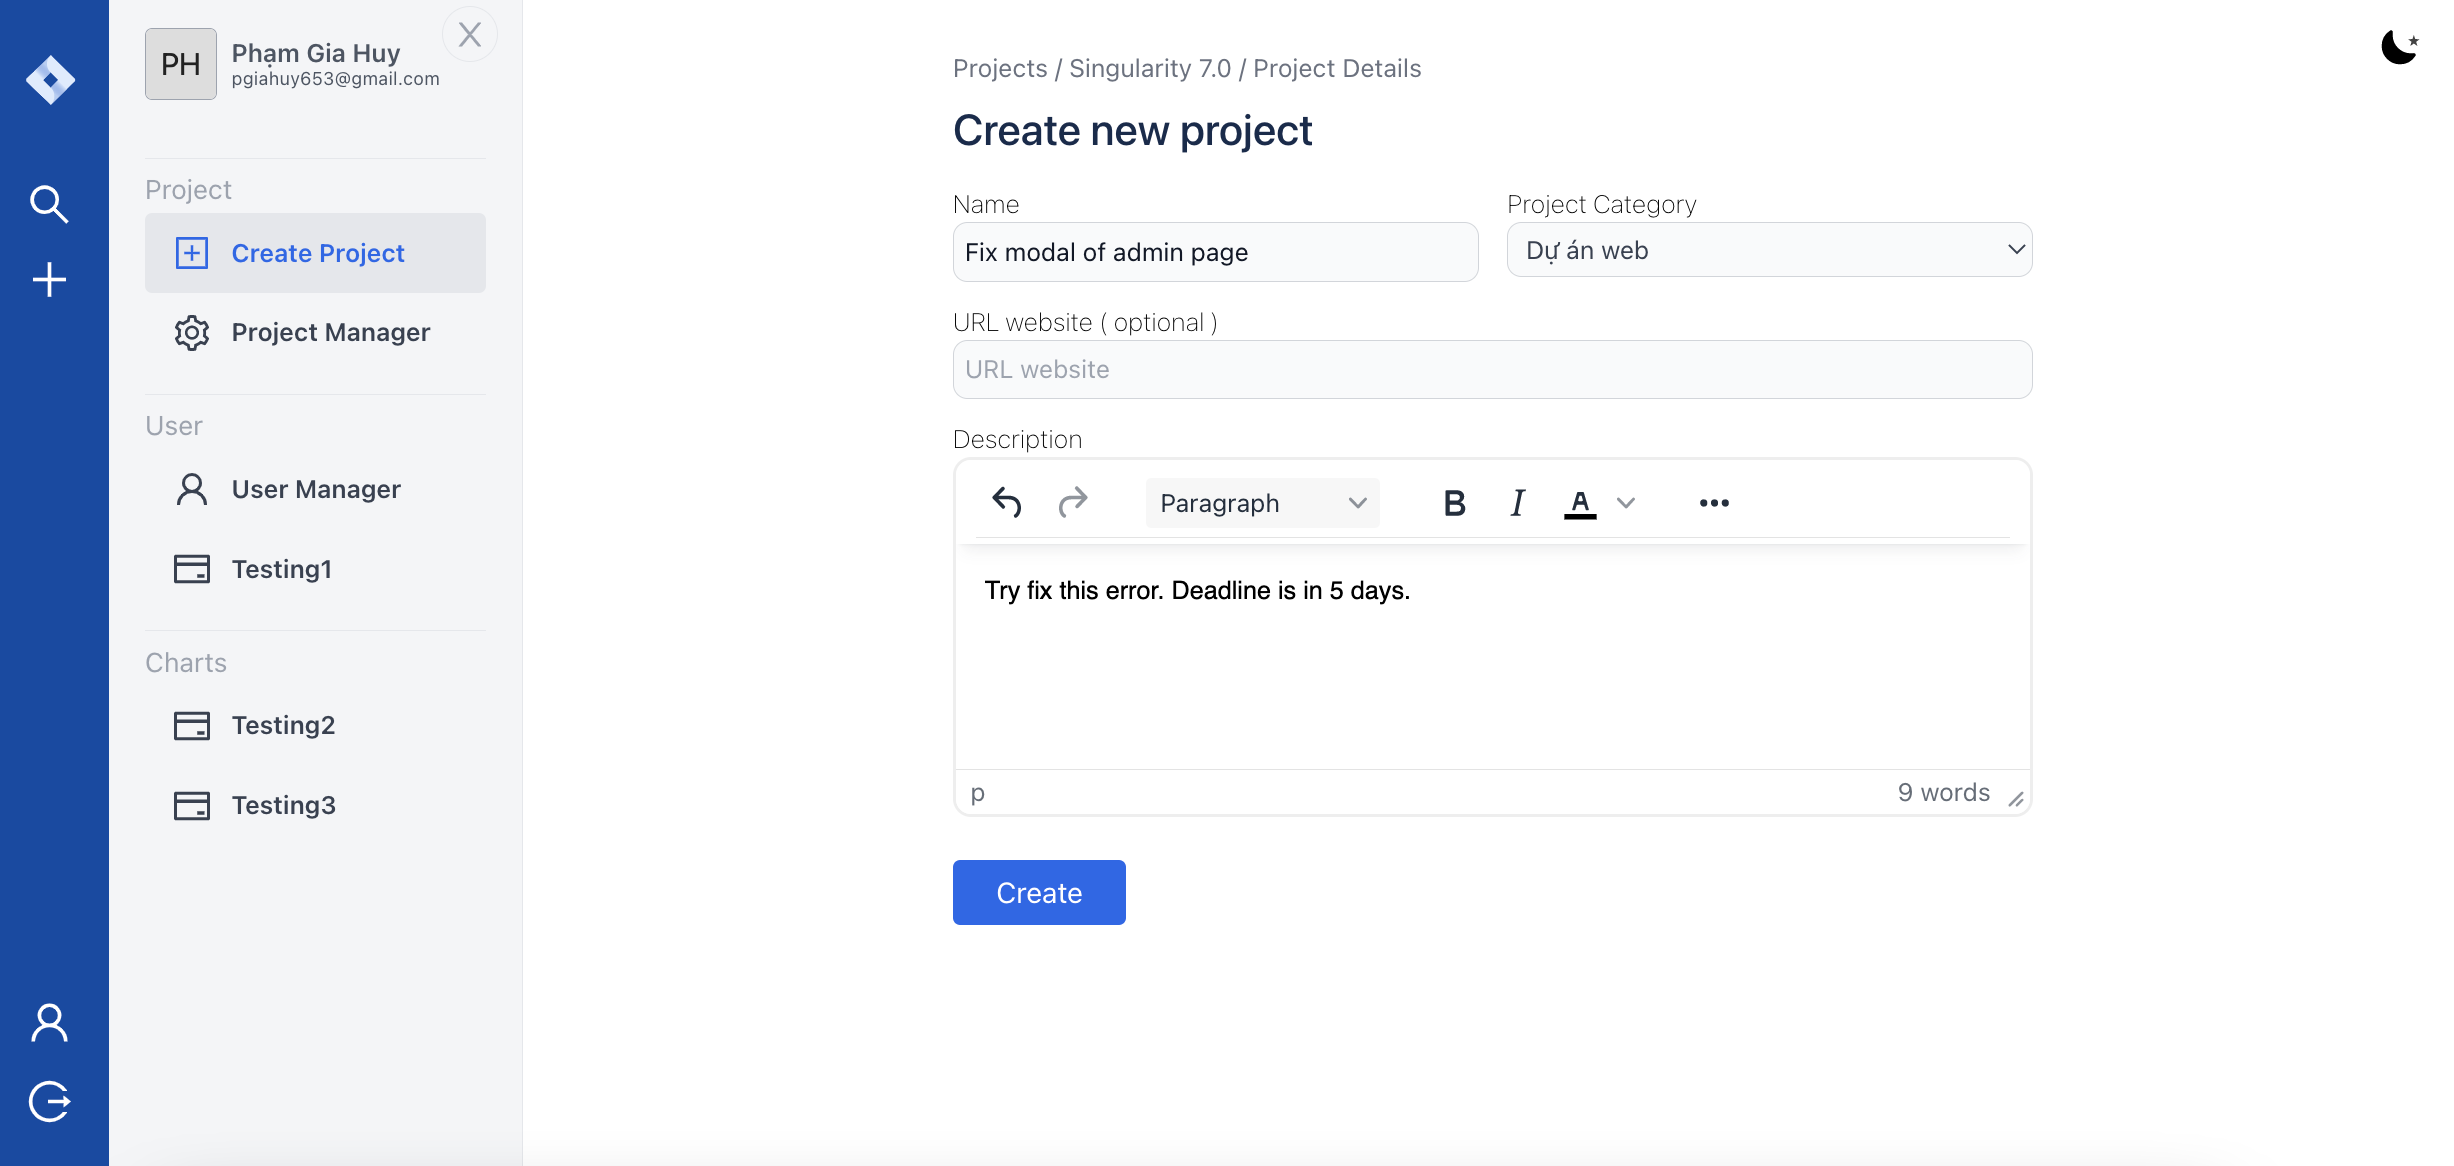 PH
Phạm Gia Huy
pgiahuy653@gmail.com
Project
Create Project
Project Manager
User
User Manager
Testing1
Charts
Testing2
Testing3
Projects / Singularity 7.0 / Project Details
Create new project
Name
Project Category
Fix modal of admin page
Dự án web
URL website ( optional )
URL website
Description
Paragraph
B I A
Try fix this error. Deadline is in 5 days.
p
9 words
Create